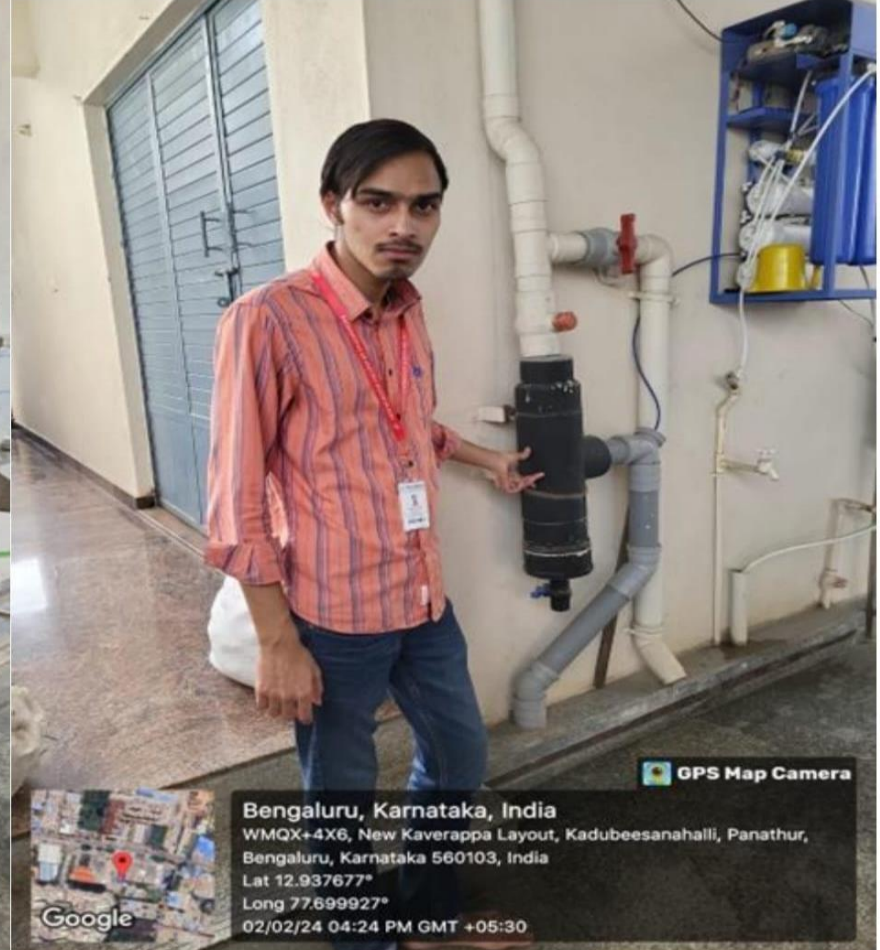 GPS Map Camera
Bengaluru, Karnataka, India
WMQX+4X6, New Kaverappa Layout, Kadubeesanahalli, Panathur,
Bengaluru, Karnataka 560103, India
Lat 12.937677°
Long 77.699927°
02/02/24 04:24 PM GMT +05:30
Google